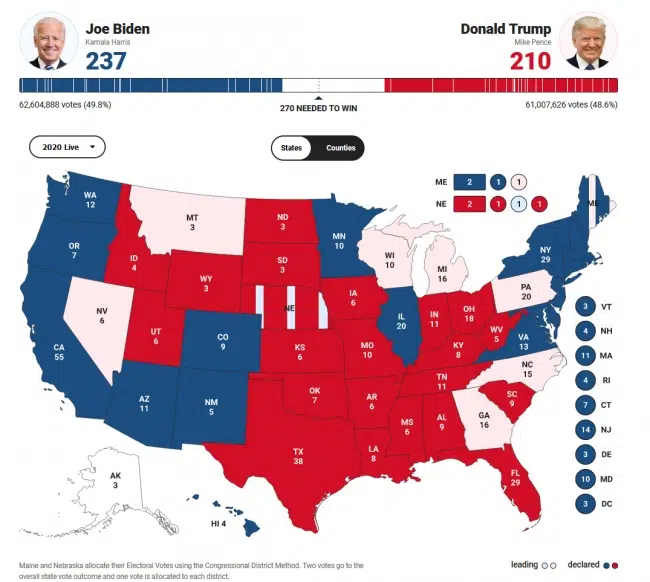 Joe Biden
Kamala Harris
237
Donald Trump
Mike Pence
210
62,604,888 votes (49.8%)
270 NEEDED TO WIN
61,007,626 votes (48.6%)
2020 Live
States
Counties
ME 2 1 1
NE 2 1 1 1
WA
12
OR
7
CA
55
NV
6
ID
4
MT
3
WY
3
UT
6
AZ
11
CO
9
NM
5
ND
3
SD
3
NE
KS
6
OK
7
TX
38
MN
10
IA
6
MO
10
AR
6
LA
8
WI
10
IL
20
MI
16
IN
11
OH
18
KY
8
TN
11
MS
6
AL
9
GA
16
FL
29
SC
9
NC
15
VA
13
WV
5
PA
20
NY
29
ME
AK
3
HI 4
3 VT
4 NH
11 MA
4 RI
7 CT
14 NJ
3 DE
10 MD
3 DC
Maine and Nebraska allocate their Electoral Votes using the Congressional District Method. Two votes go to the
overall state vote outcome and one vote is allocated to each district.
leading
declared